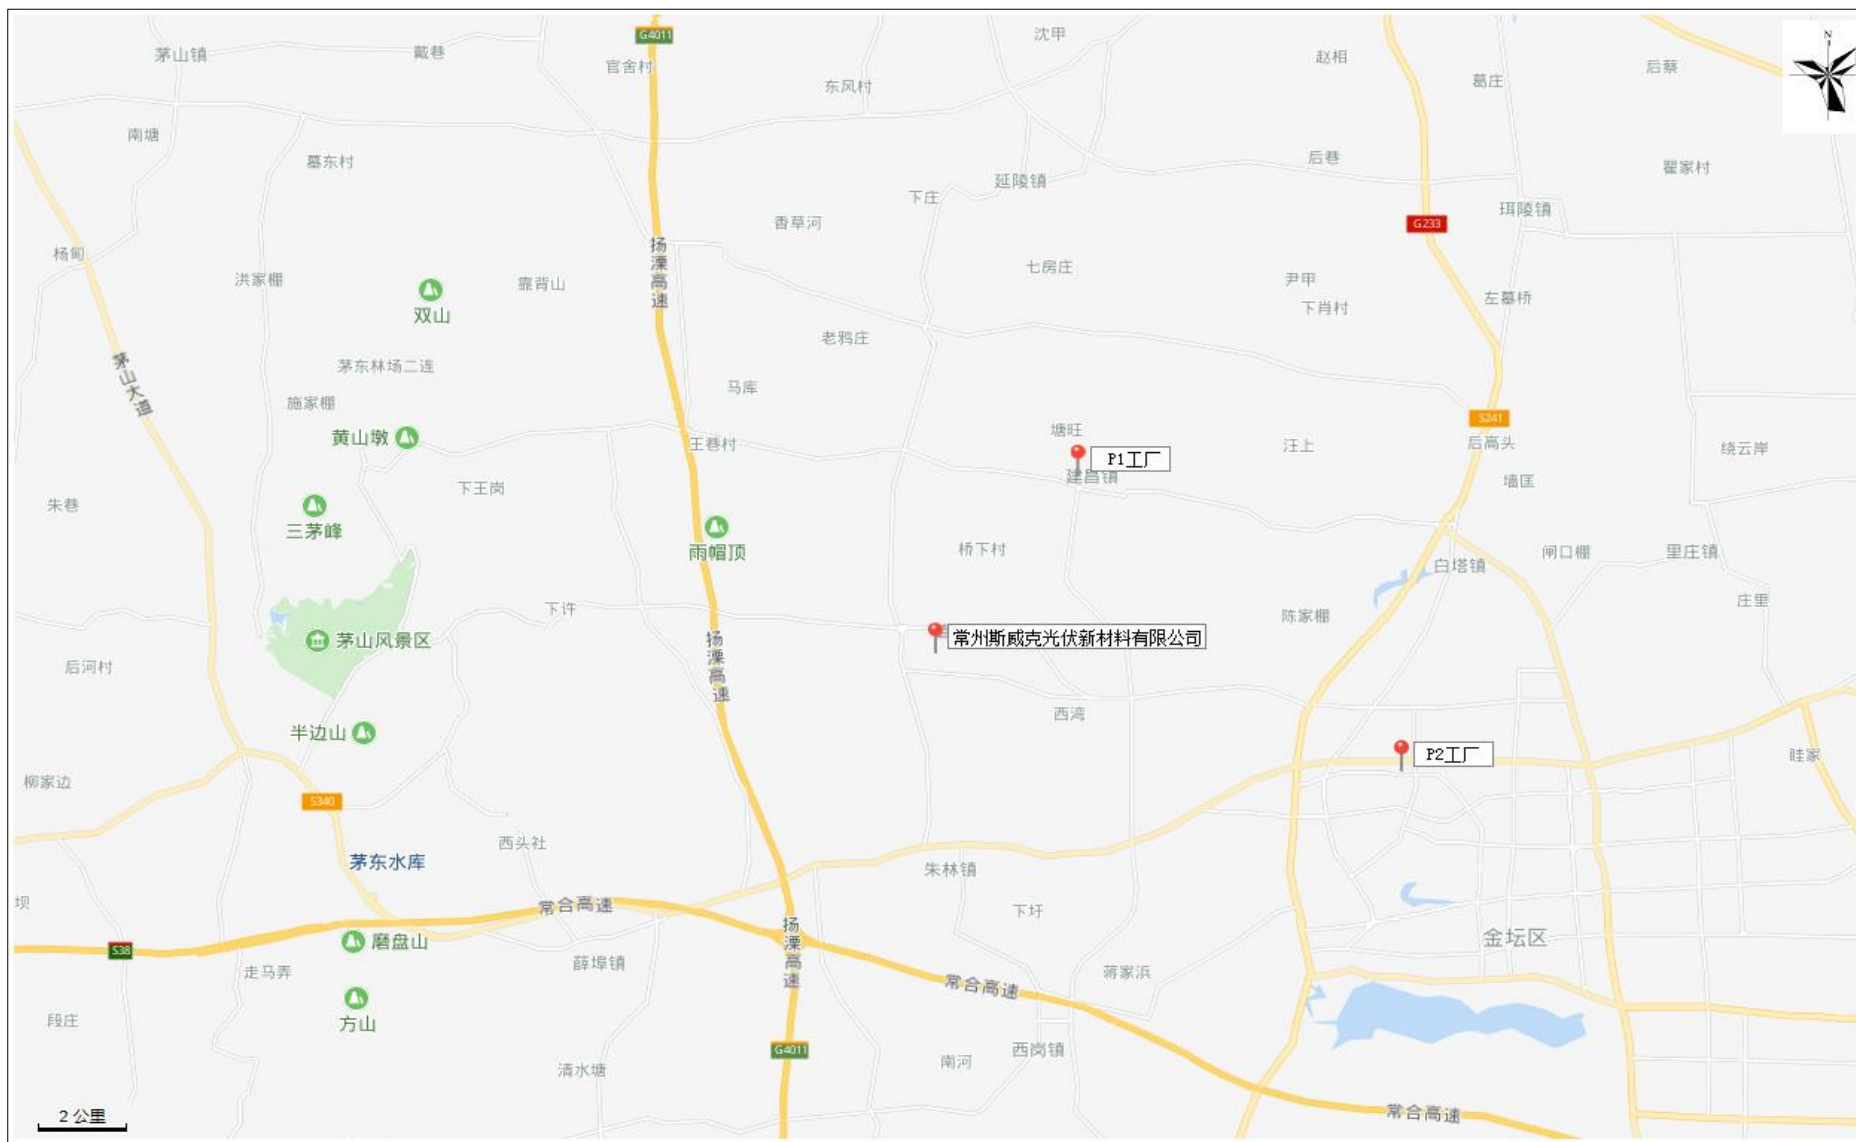 G4011
沈甲
N
茅山镇
戴巷
官舍村
赵相
后蔡
东风村
葛庄
南塘
墓东村
后巷
瞿家村
延陵镇
下庄
珥陵镇
香草河
G233
杨甸
扬溧高速
七房庄
洪家棚
靠背山
尹甲
左墓桥
双山
下肖村
老鸦庄
茅山大道
茅东林场二连
马库
施家棚
S241
黄山墩
王巷村
塘旺
汪上
后高头
绕云岸
P1工厂
建昌镇
下王岗
墙匡
朱巷
三茅峰
雨帽顶
桥下村
闸口棚
里庄镇
白塔镇
下许
庄里
陈家棚
常州斯威克光伏新材料有限公司
茅山风景区
扬溧高速
后河村
西湾
半边山
P2工厂
眭家
柳家边
S340
西头社
茅东水库
朱林镇
坝
常合高速
下圩
扬溧高速
磨盘山
金坛区
S38
走马弄
薛埠镇
蒋家浜
常合高速
方山
段庄
G4011
西岗镇
南河
清水塘
2 公里
常合高速